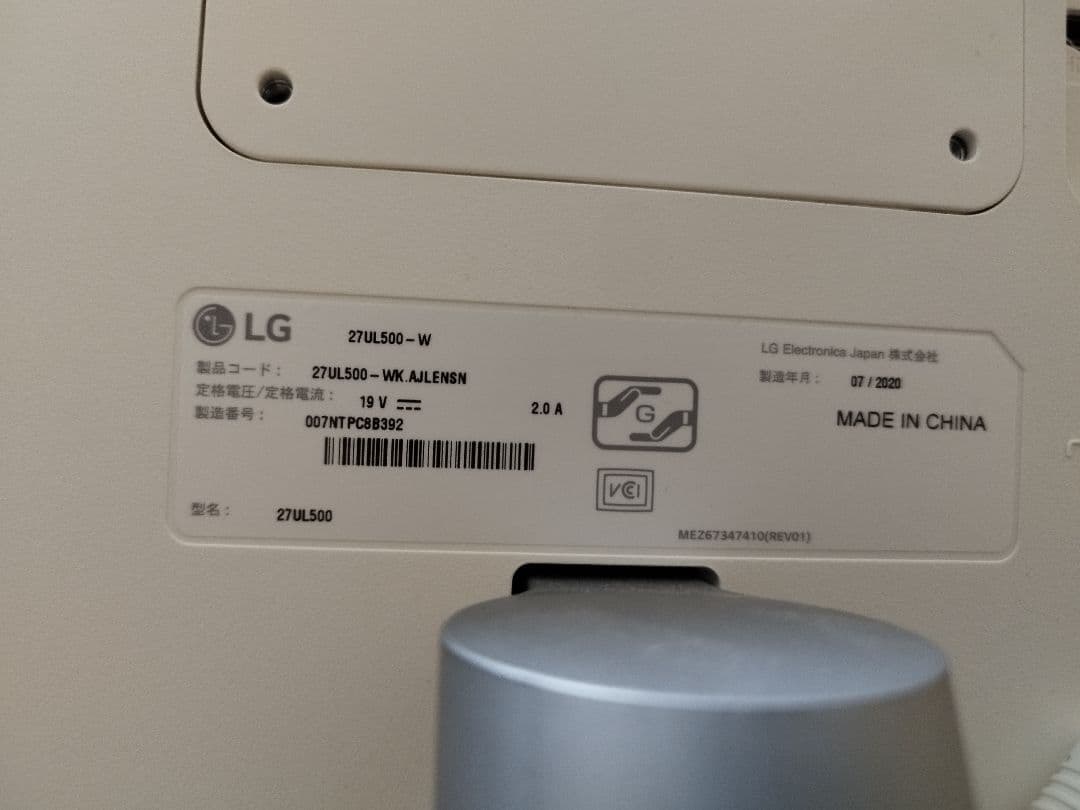 LG 27UL500-W
製品コード: 27UL500-WK.AJLENSN
定格電圧/定格電流: 19 V 2.0 A
製造番号: 007NTPC8B392
型名: 27UL500
G
VCI
LG Electronics Japan 株式会社
製造年月: 07/2020
MADE IN CHINA
MEZ67347410(REV01)